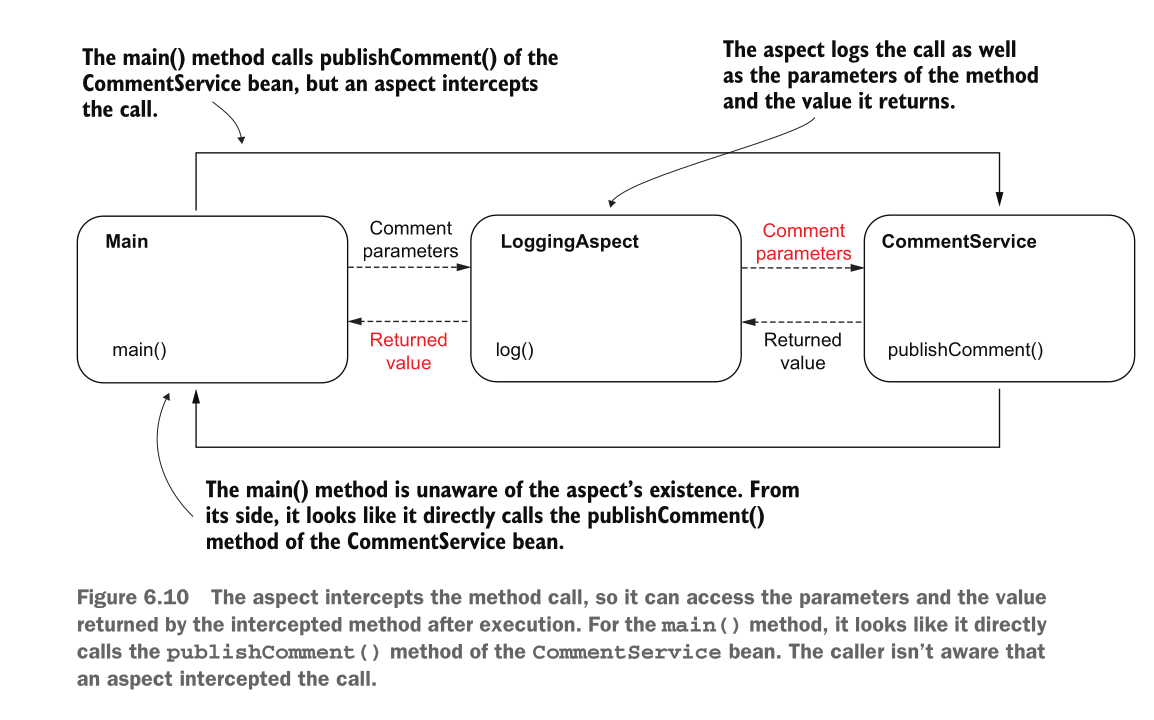 The main() method calls publishComment() of the
CommentService bean, but an aspect intercepts
the call.
The aspect logs the call as well
as the parameters of the method
and the value it returns.
Main
Comment
parameters
LoggingAspect
Comment
parameters
CommentService
main()
Returned
value
log()
Returned
value
publishComment()
The main() method is unaware of the aspect’s existence. From
its side, it looks like it directly calls the publishComment()
method of the CommentService bean.
Figure 6.10 The aspect intercepts the method call, so it can access the parameters and the value
returned by the intercepted method after execution. For the main() method, it looks like it directly
calls the publishComment() method of the CommentService bean. The caller isn’t aware that
an aspect intercepted the call.